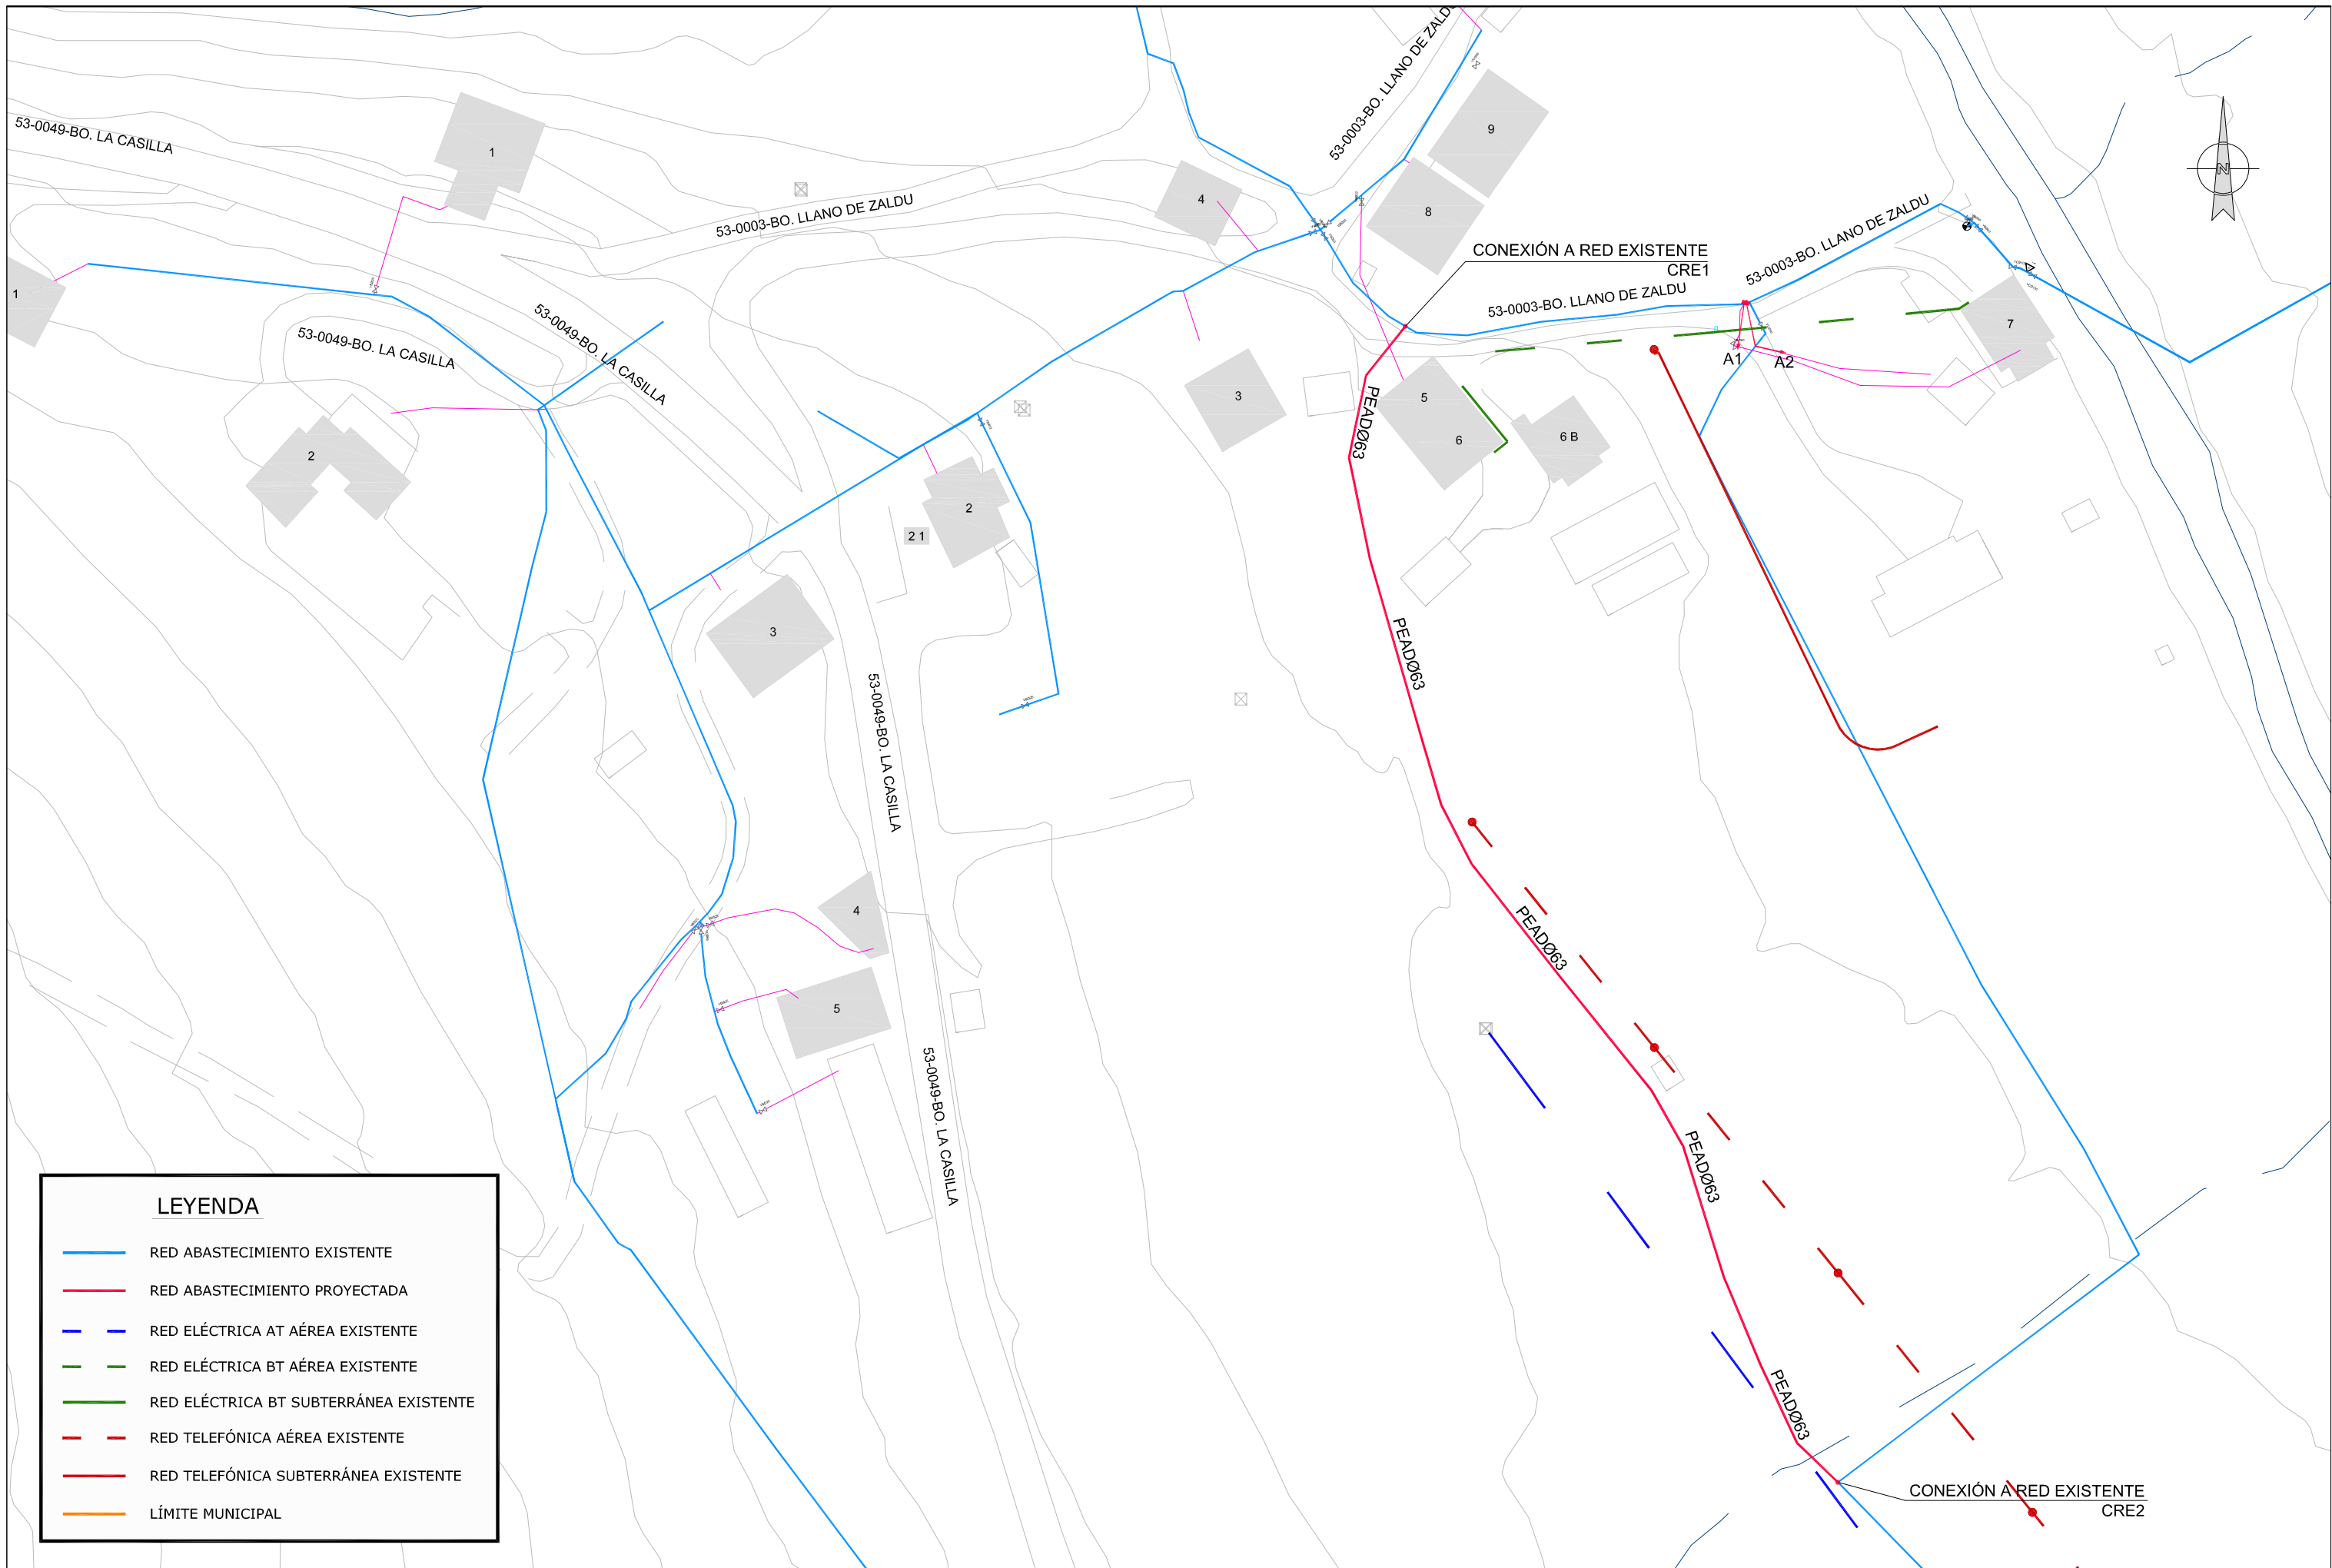 53-0049-BO. LA CASILLA
1
53-0003-BO. LLANO DE ZALDU
53-0003-BO. LLANO DE ZALDU
9
4
8
N
CONEXIÓN A RED EXISTENTE
CRE1
53-0003-BO. LLANO DE ZALDU
53-0003-BO. LLANO DE ZALDU
1
53-0049-BO. LA CASILLA
53-0049-BO. LA CASILLA
7
A1
A2
3
5
6
6 B
PEADØ63
2
2
2 1
3
PEADØ63
53-0049-BO. LA CASILLA
4
PEADØ63
5
53-0049-BO. LA CASILLA
PEADØ63
PEADØ63
CONEXIÓN A RED EXISTENTE
CRE2
LEYENDA
RED ABASTECIMIENTO EXISTENTE
RED ABASTECIMIENTO PROYECTADA
RED ELÉCTRICA AT AÉREA EXISTENTE
RED ELÉCTRICA BT AÉREA EXISTENTE
RED ELÉCTRICA BT SUBTERRÁNEA EXISTENTE
RED TELEFÓNICA AÉREA EXISTENTE
RED TELEFÓNICA SUBTERRÁNEA EXISTENTE
LÍMITE MUNICIPAL